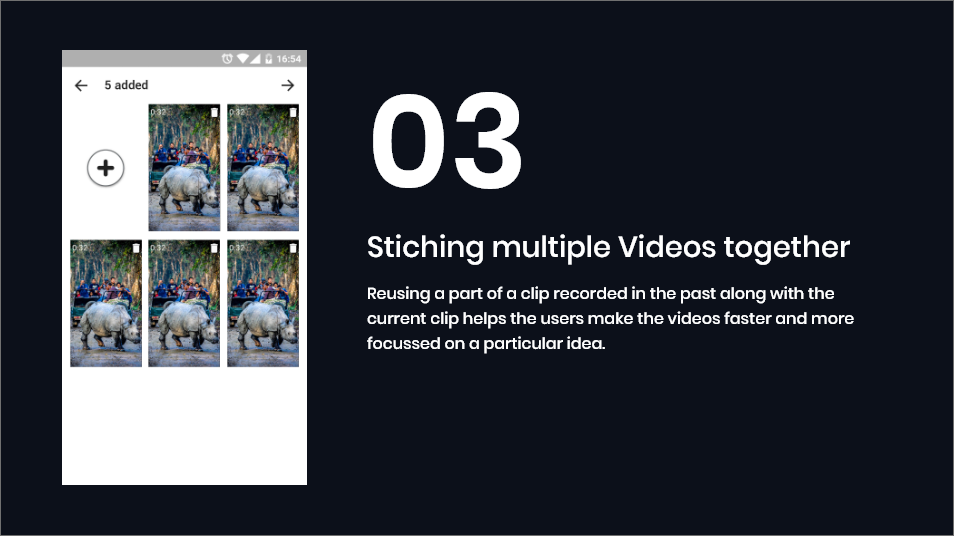 16:54
5 added
0:32
0:32
0:32
0:32
0:32
03
Stiching multiple Videos together
Reusing a part of a clip recorded in the past along with the
current clip helps the users make the videos faster and more
focussed on a particular idea.